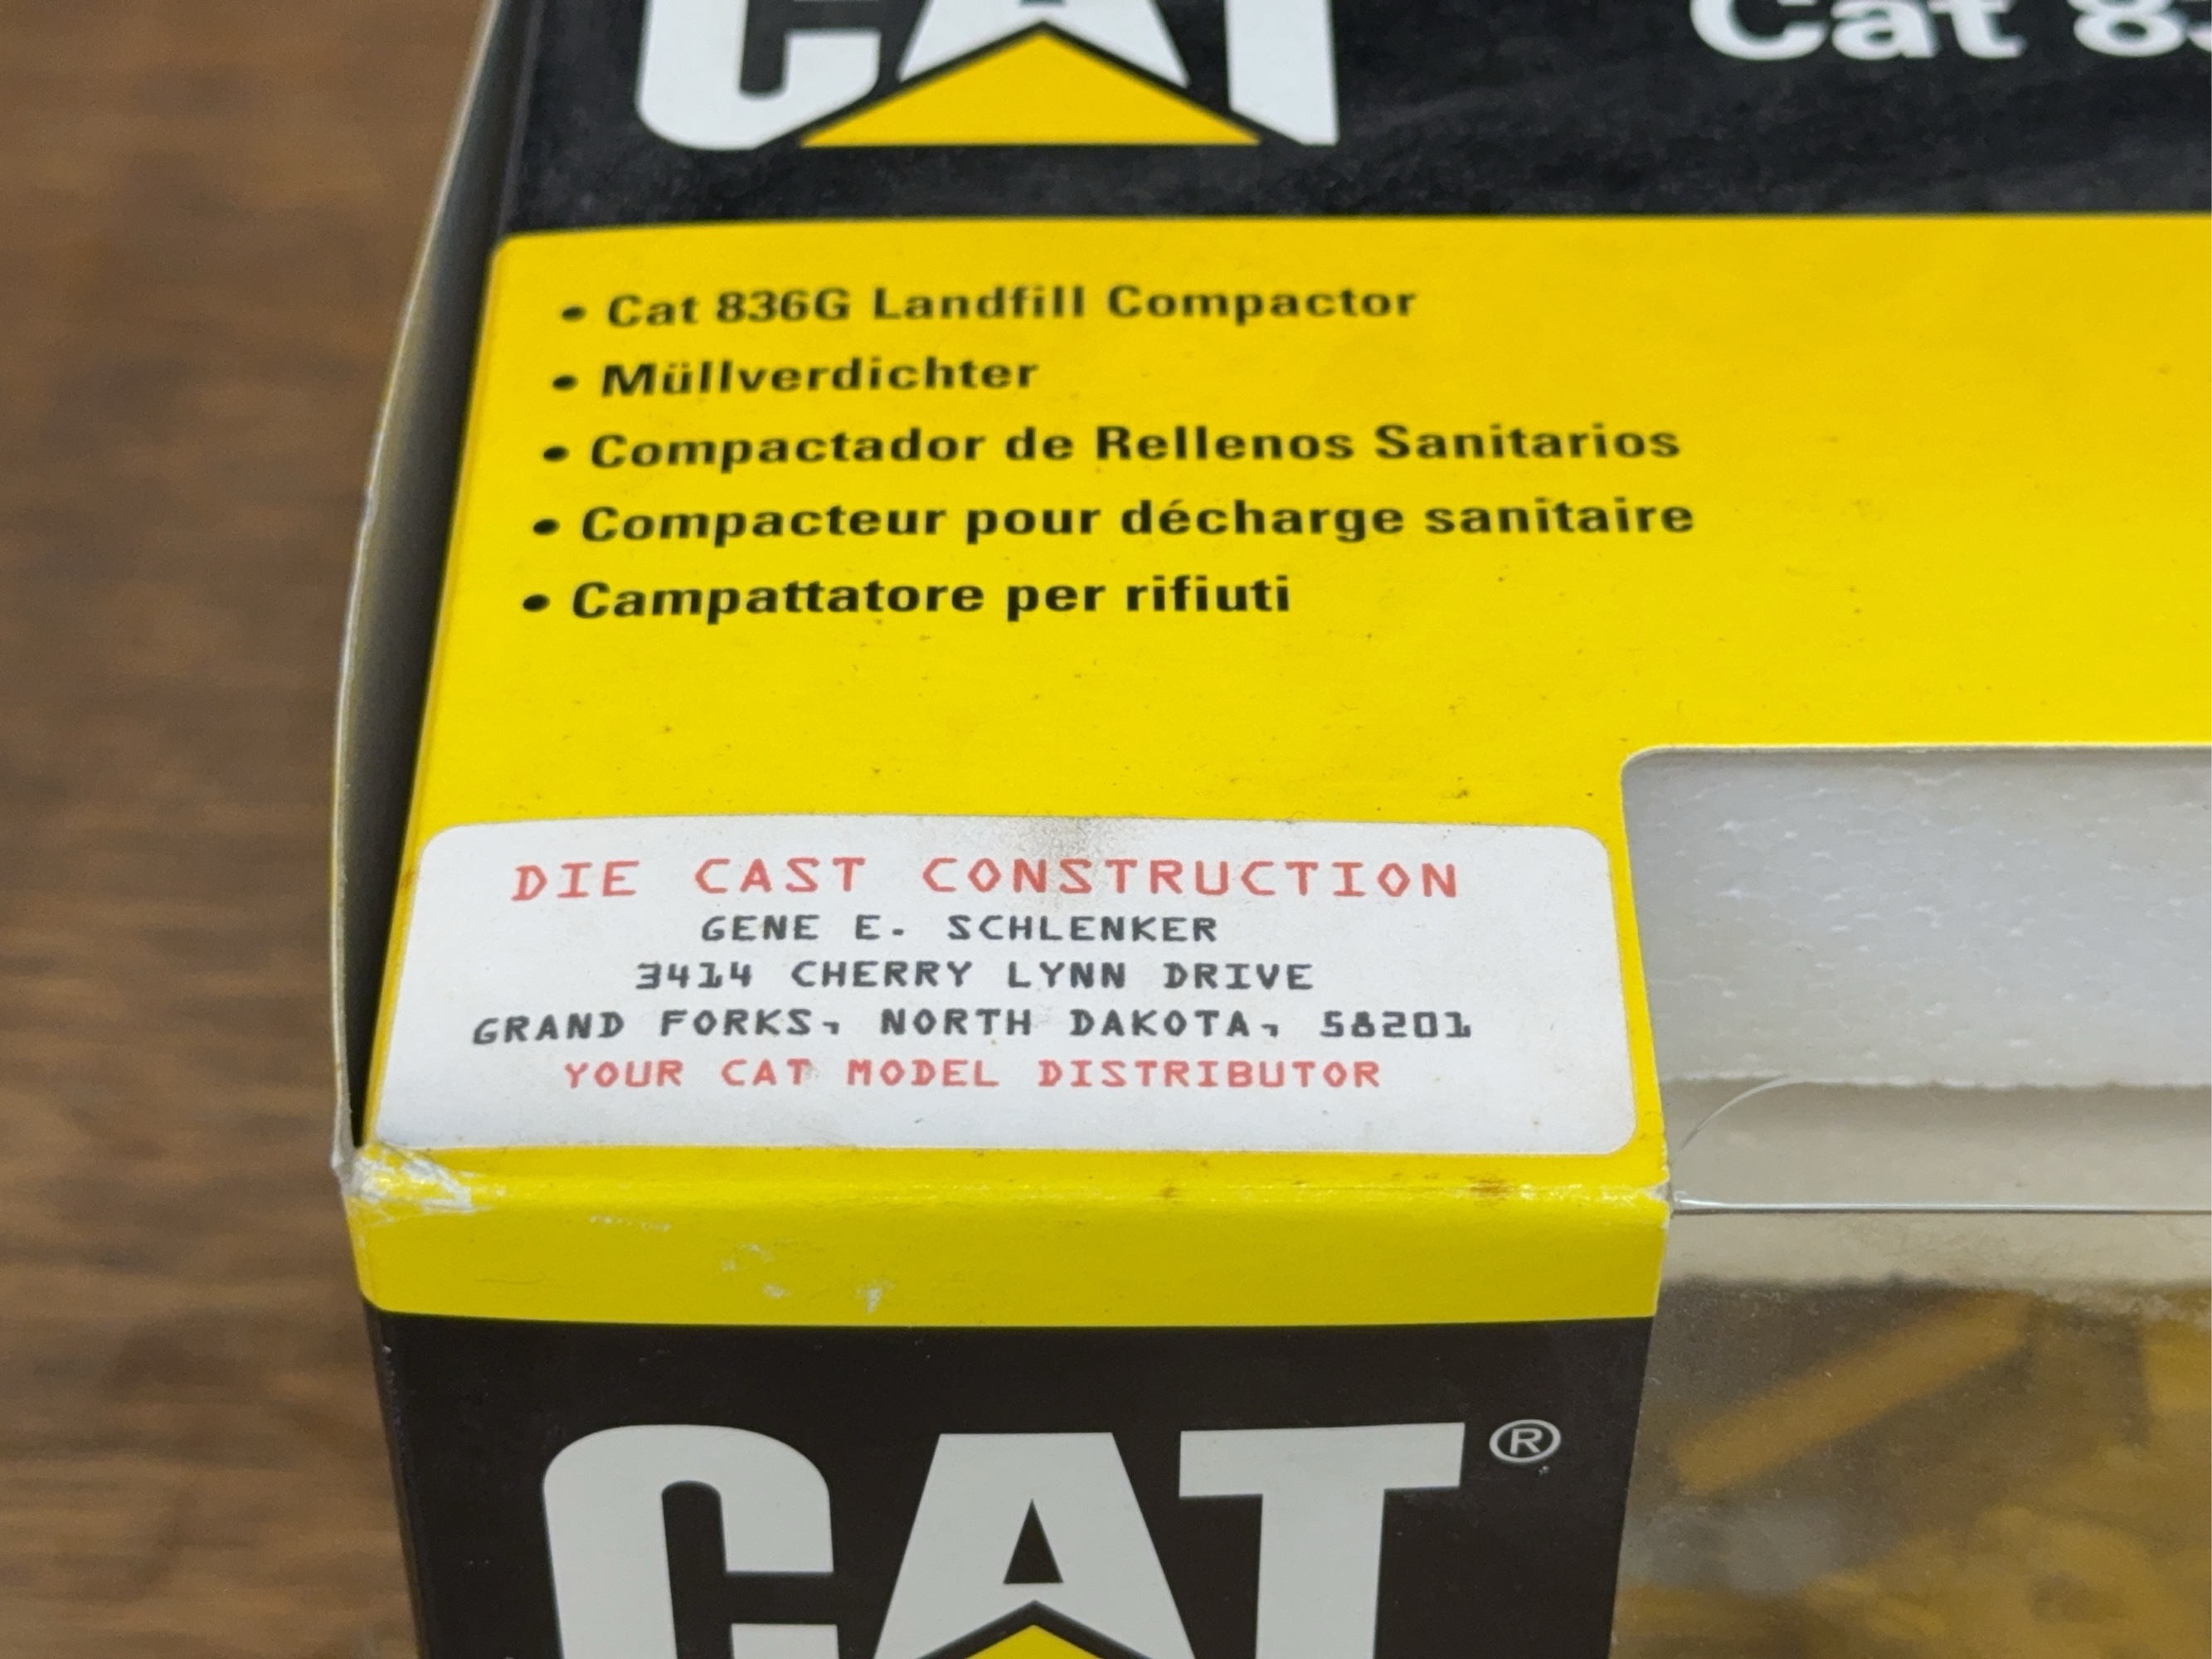 CAT
Cat 83
• Cat 836G Landfill Compactor
• Müllverdichter
• Compactador de Rellenos Sanitarios
• Compacteur pour décharge sanitaire
• Campattatore per rifiuti
DIE CAST CONSTRUCTION
GENE E. SCHLENKER
3414 CHERRY LYNN DRIVE
GRAND FORKS, NORTH DAKOTA, 58201
YOUR CAT MODEL DISTRIBUTOR
CAT®